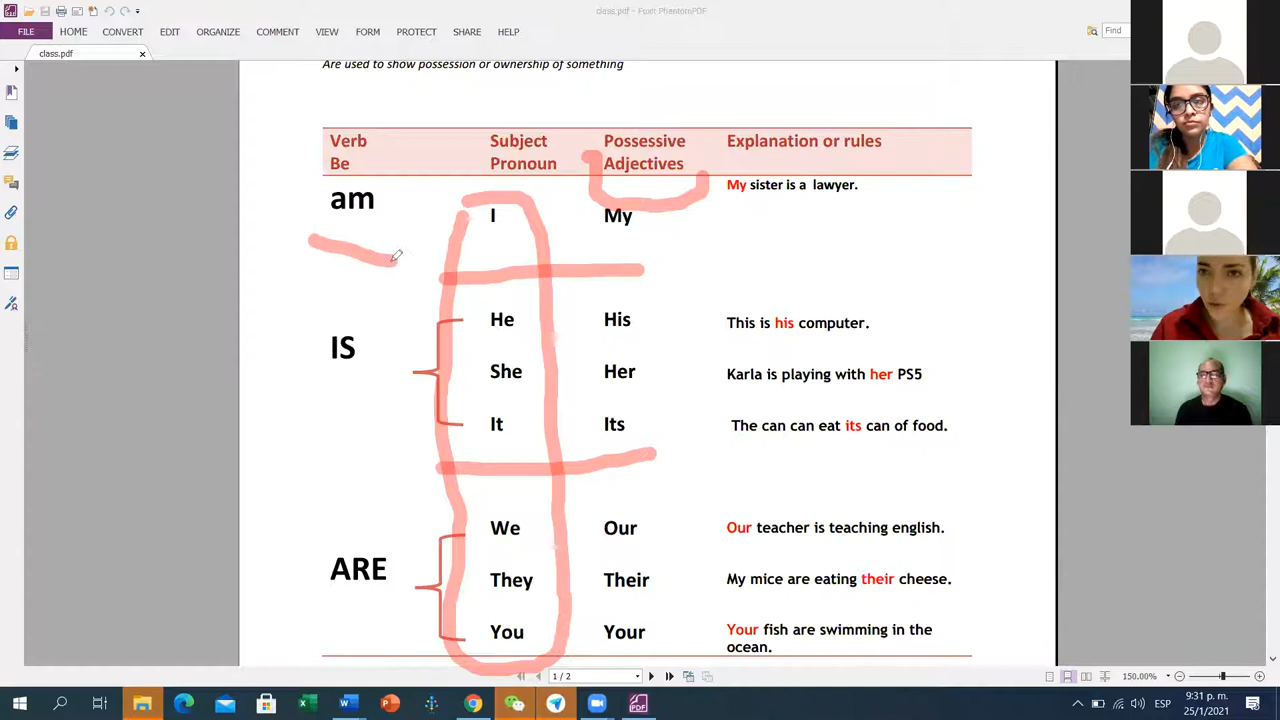 class.pdf - Foxit PhantomPDF
FILE HOME CONVERT EDIT ORGANIZE COMMENT VIEW FORM PROTECT SHARE HELP
Find
class.pdf
Are used to show possession or ownership of something
Verb Be Subject Pronoun Possessive Adjectives Explanation or rules
am I My My sister is a lawyer.
IS
He His This is his computer.
She Her Karla is playing with her PS5
It Its The can can eat its can of food.
ARE
We Our Our teacher is teaching english.
They Their My mice are eating their cheese.
You Your Your fish are swimming in the
ocean.
1 / 2
150.00%
ESP
9:31 p. m.
25/1/2021